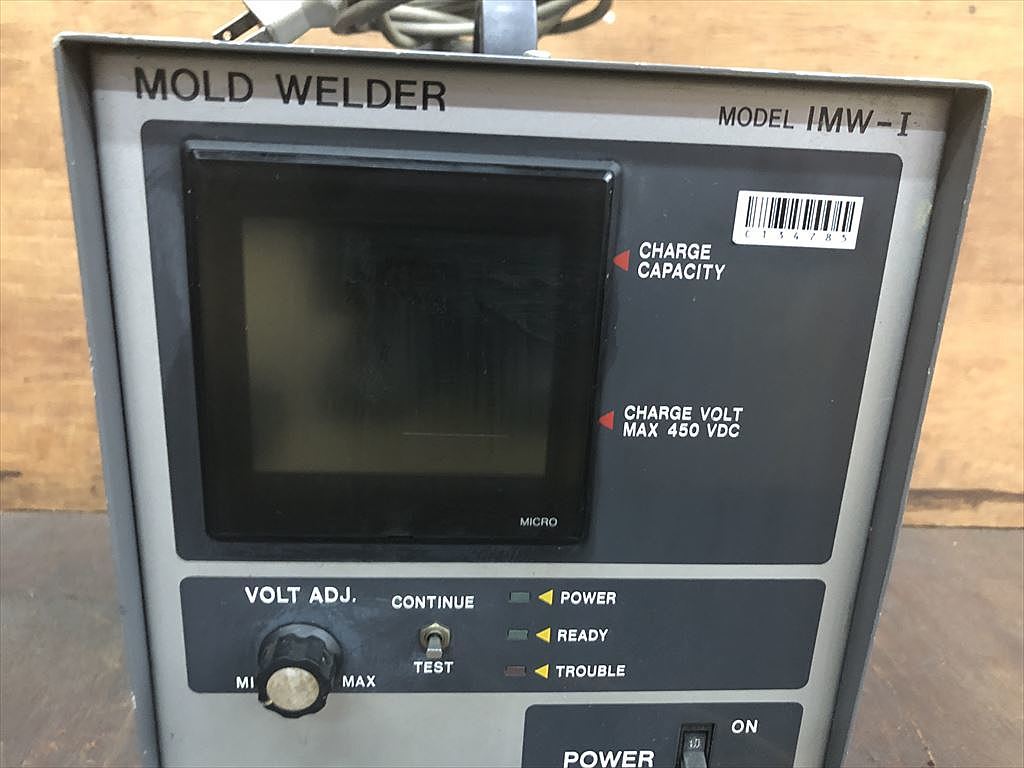 MOLD WELDER
MODEL IMW-I
C134785
CHARGE
CAPACITY
CHARGE VOLT
MAX 450 VDC
MICRO
VOLT ADJ.
CONTINUE
POWER
READY
TEST
TROUBLE
MAX
ON
POWER